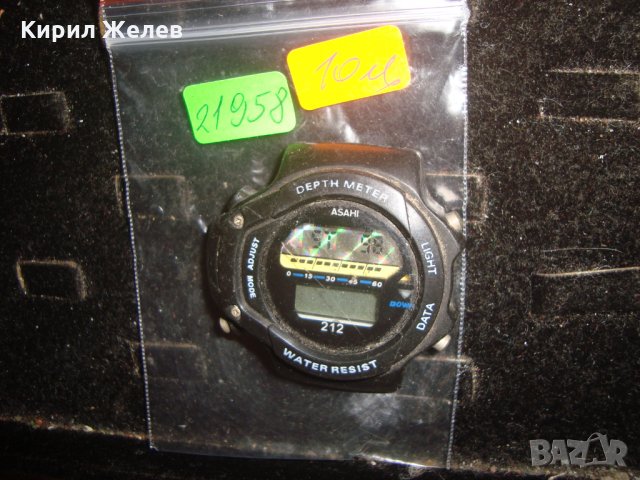 Кирил Желев
21958
10лв
DEPTH METER
ASAHI
ADJUST
MODE
LIGHT
DATA
0 15 30 45 60
DOWN
212
WATER RESIST
BAZAR